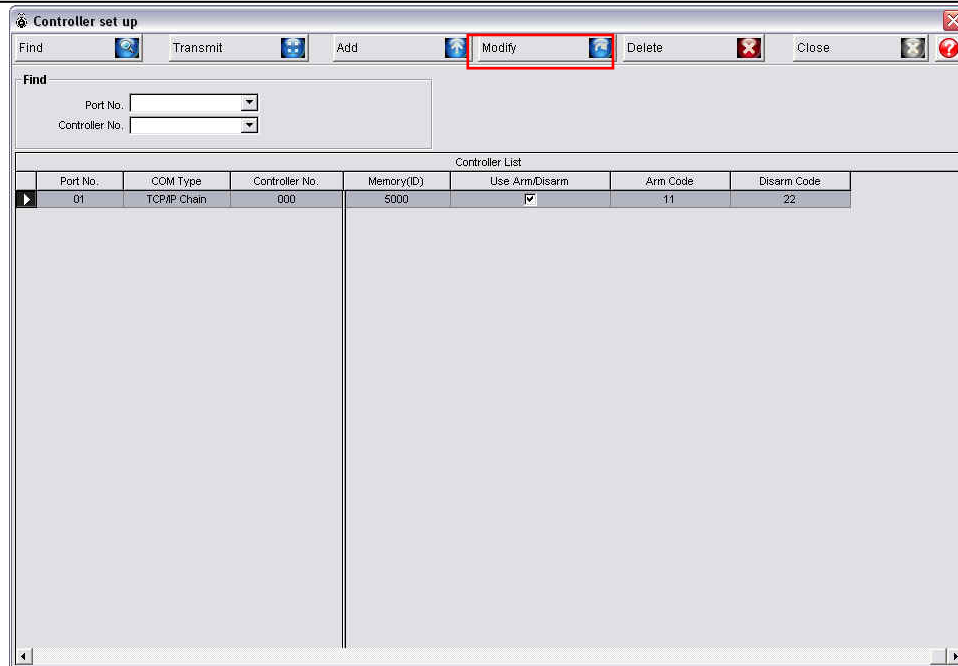 Controller set up
Find Transmit Add Modify Delete Close
Find
Port No.
Controller No.
Controller List
Port No. COM Type Controller No. Memory(ID) Use Arm/Disarm Arm Code Disarm Code
01 TCP/IP Chain 000 5000 11 22